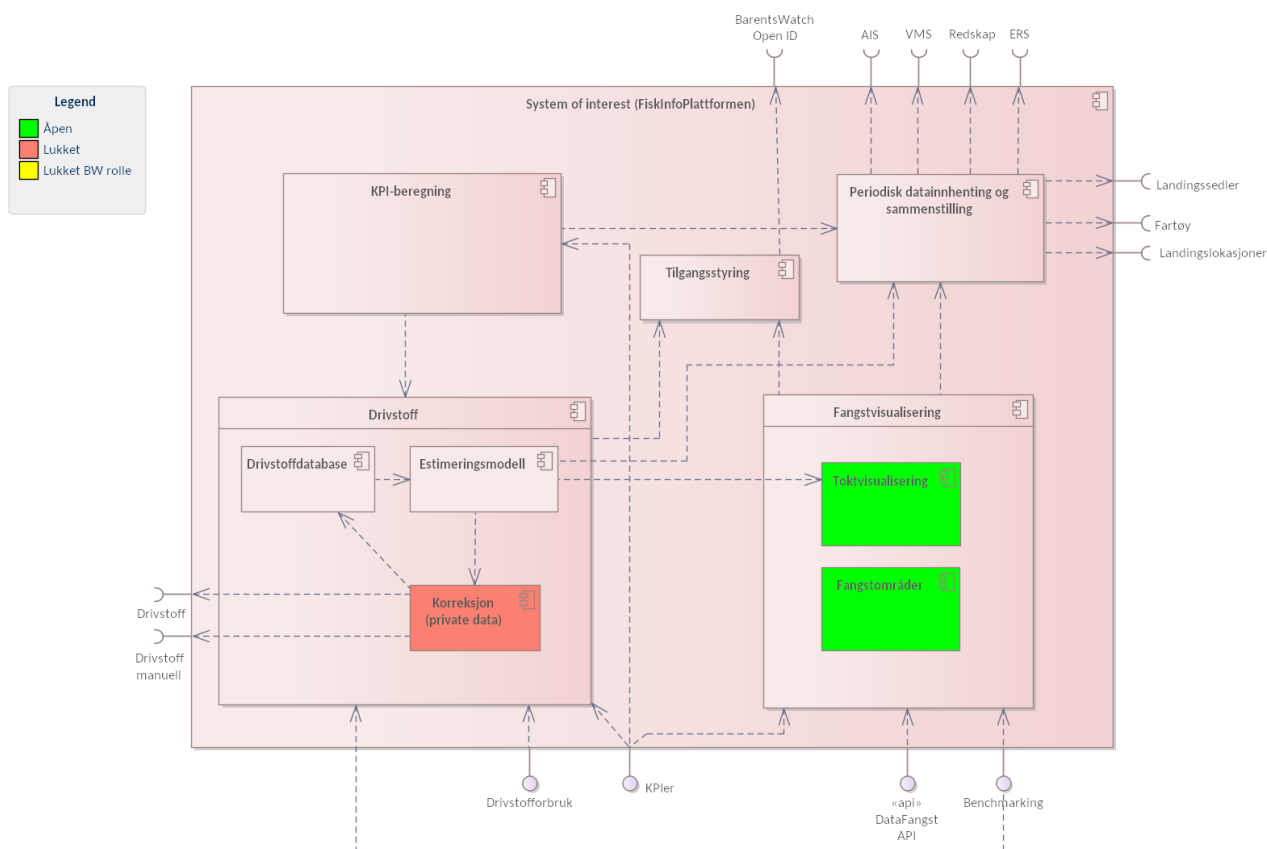 BarentsWatch
Open ID
AIS
VMS
Redskap
ERS
Legend
Åpen
Lukket
Lukket BW rolle
System of interest (FiskInfoPlattformen)
KPI-beregning
Periodisk datainnhenting og
sammenstilling
Landingssedler
Fartøy
Landingslokasjoner
Tilgangsstyring
Drivstoff
Fangstvisualisering
Drivstoffdatabase
Estimeringsmodell
Toktvisualisering
Fangstområder
Korreksjon
(private data)
Drivstoff
Drivstoff
manuell
Drivstofforbruk
KPIer
«api»
DataFangst
API
Benchmarking